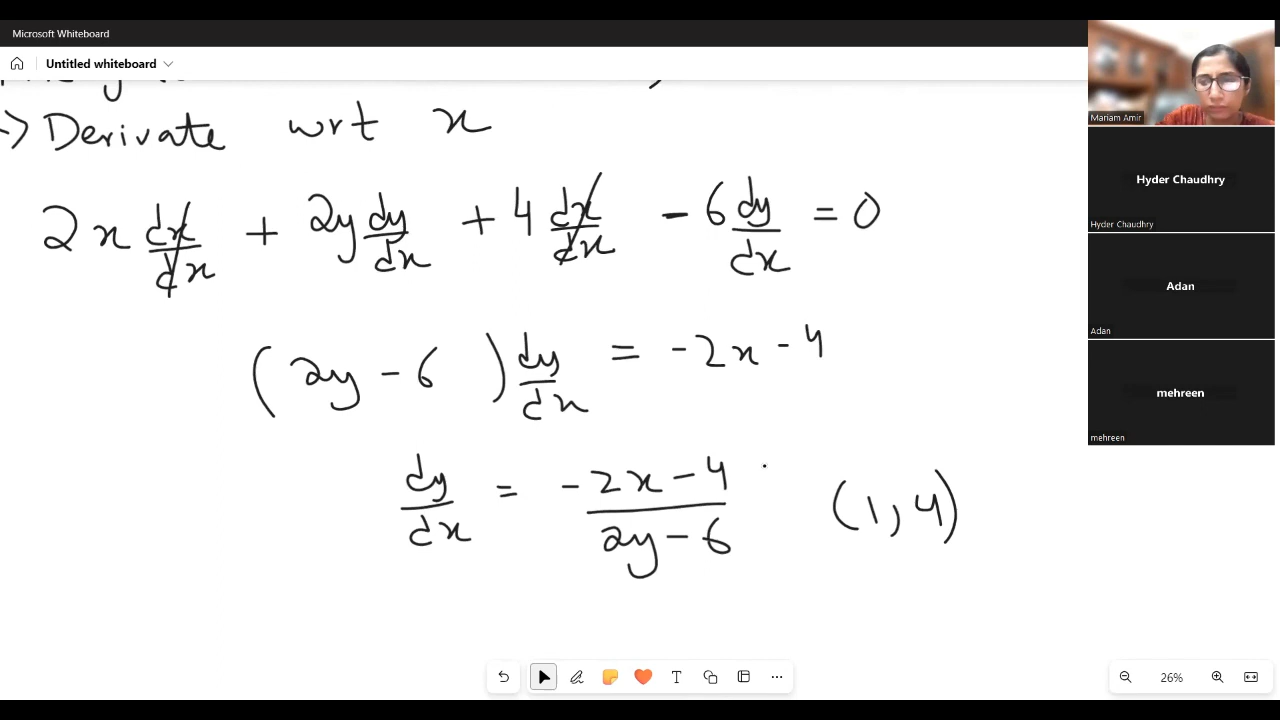 Microsoft Whiteboard
Untitled whiteboard
-> Derivate wrt x
2x dx/dx + 2y dy/dx + 4 dx/dx - 6 dy/dx = 0
(2y - 6) dy/dx = -2x - 4
dy/dx = -2x - 4 / 2y - 6 (1, 4)
Mariam Amir
Hyder Chaudhry
Hyder Chaudhry
Adan
Adan
mehreen
mehreen
T
26%